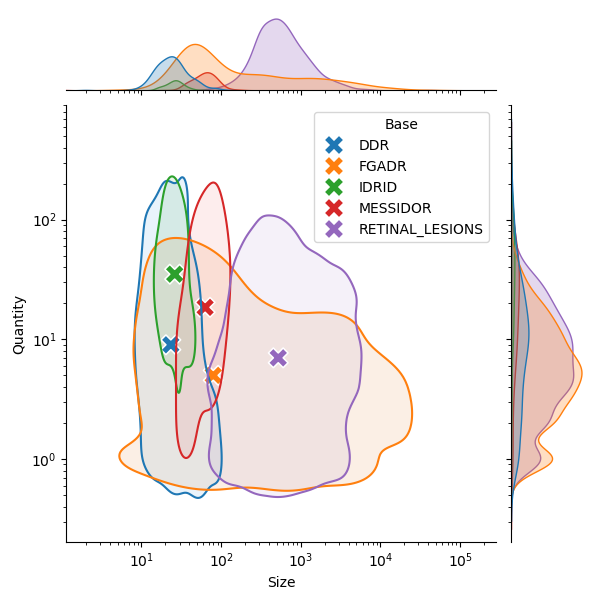 Base
DDR
FGADR
IDRID
MESSIDOR
RETINAL_LESIONS
Quantity
10²
10¹
10⁰
10¹ 10² 10³ 10⁴ 10⁵
Size